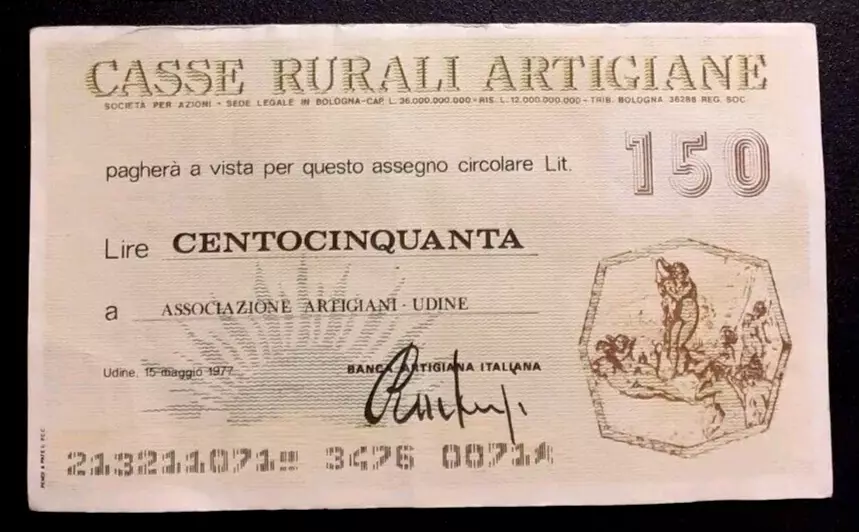 CASSE RURALI ARTIGIANE
SOCIETÀ PER AZIONI - SEDE LEGALE IN BOLOGNA-CAP. L. 36.000.000.000-RIS. L. 12.000.000.000-TRIB. BOLOGNA 36288 REG. SOC.
pagherà a vista per questo assegno circolare Lit. 150
Lire CENTOCINQUANTA
a ASSOCIAZIONE ARTIGIANI - UDINE
Udine, 15 maggio 1977
BANCA ARTIGIANA ITALIANA
213211071 3476 00714